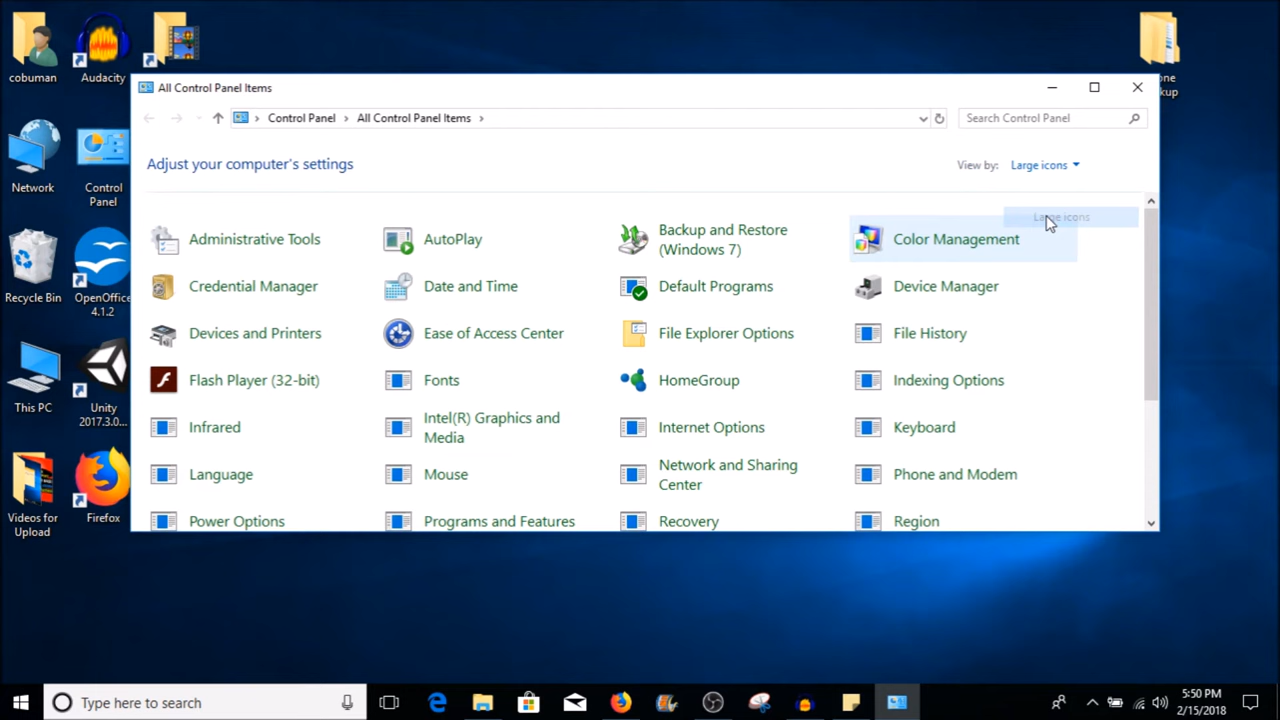 cobuman
Audacity
All Control Panel Items
Control Panel > All Control Panel Items >
Search Control Panel
Adjust your computer's settings
View by: Large icons
Large icons
Administrative Tools
AutoPlay
Backup and Restore
(Windows 7)
Color Management
Credential Manager
Date and Time
Default Programs
Device Manager
Devices and Printers
Ease of Access Center
File Explorer Options
File History
Flash Player (32-bit)
Fonts
HomeGroup
Indexing Options
Infrared
Intel(R) Graphics and
Media
Internet Options
Keyboard
Language
Mouse
Network and Sharing
Center
Phone and Modem
Power Options
Programs and Features
Recovery
Region
Network
Control
Panel
Recycle Bin
OpenOffice
4.1.2
This PC
Unity
2017.3.0...
Videos for
Upload
Firefox
Type here to search
5:50 PM
2/15/2018